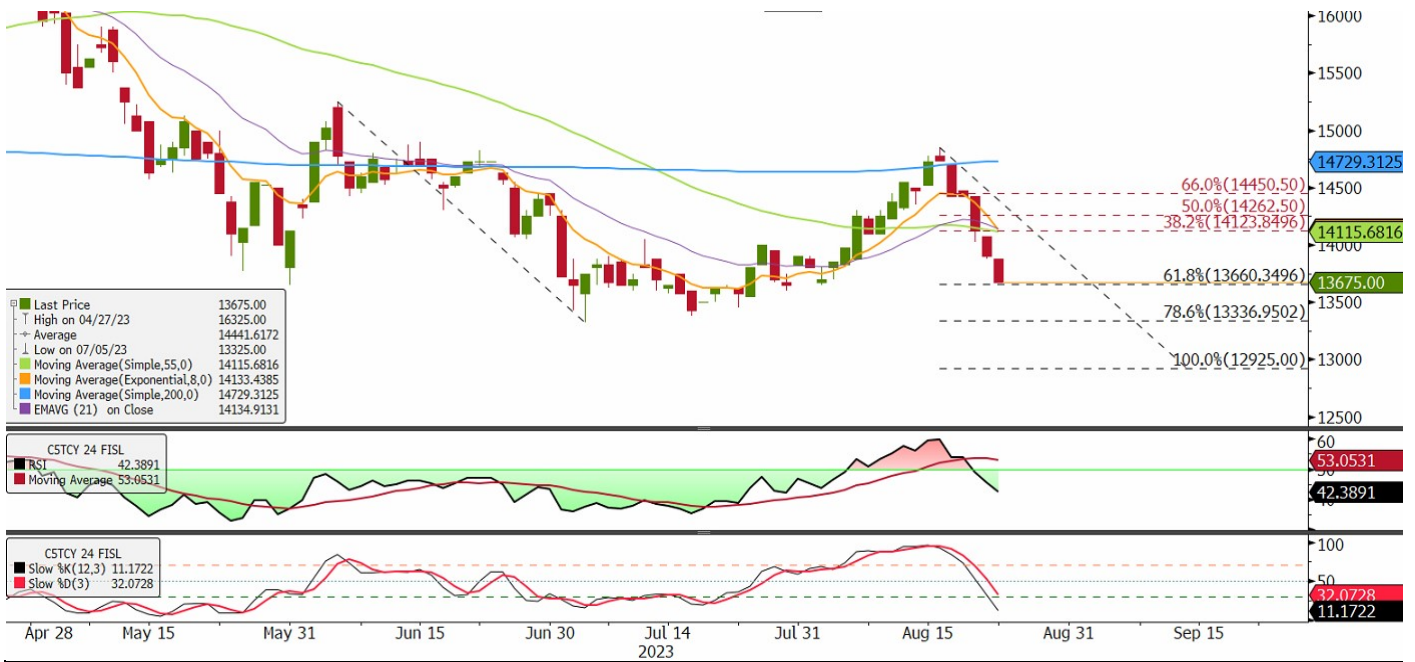 16000
15500
15000
14729.3125
14500
14115.6816
14000
13675.00
13500
13000
12500
66.0%(14450.50)
50.0%(14262.50)
38.2%(14123.8496)
61.8%(13660.3496)
78.6%(13336.9502)
100.0%(12925.00)
Last Price 13675.00
High on 04/27/23 16325.00
Average 14441.6172
Low on 07/05/23 13325.00
Moving Average(Simple,55,0) 14115.6816
Moving Average(Exponential,8,0) 14133.4385
Moving Average(Simple,200,0) 14729.3125
EMAVG (21) on Close 14134.9131
C5TCY 24 FISL
RSI 42.3891
Moving Average 53.0531
60
53.0531
42.3891
C5TCY 24 FISL
Slow %K(12,3) 11.1722
Slow %D(3) 32.0728
100
50
32.0728
11.1722
Apr 28 May 15 May 31 Jun 15 Jun 30 Jul 14 Jul 31 Aug 15 Aug 31 Sep 15
2023